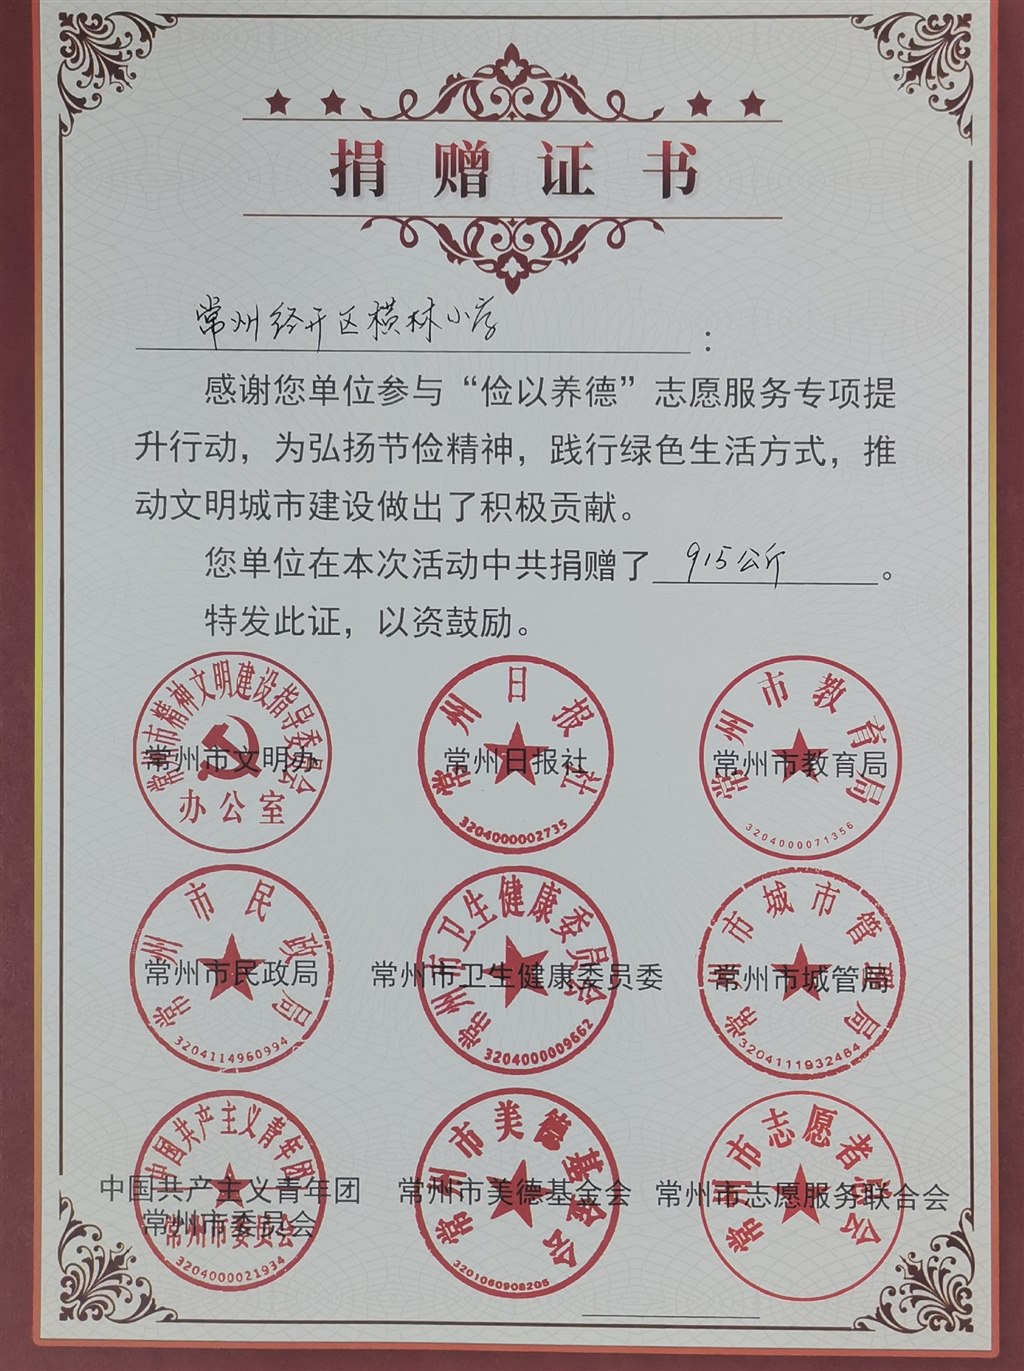 捐赠证书
常州经开区横林小学：
感谢您单位参与“俭以养德”志愿服务专项提
升行动，为弘扬节俭精神，践行绿色生活方式，推
动文明城市建设做出了积极贡献。
您单位在本次活动中共捐赠了 915公斤。
特发此证，以资鼓励。
常州市精神文明建设指导委员会
办公室
常州市文明办
常州日报社
常州日报社
3204000002735
常州市教育局
常州市教育局
3204000071356
常州市民政局
常州市民政局
3204114960994
常州市卫生健康委员会
常州市卫生健康委员委
3204000009662
常州市城市管理局
常州市城管局
3204111932484
中国共产主义青年团
常州市委员会
中国共产主义青年团
常州市委员会
3204000021934
常州市美德基金会
常州市美德基金会
3201060908205
常州市志愿者总会
常州市志愿服务联合会